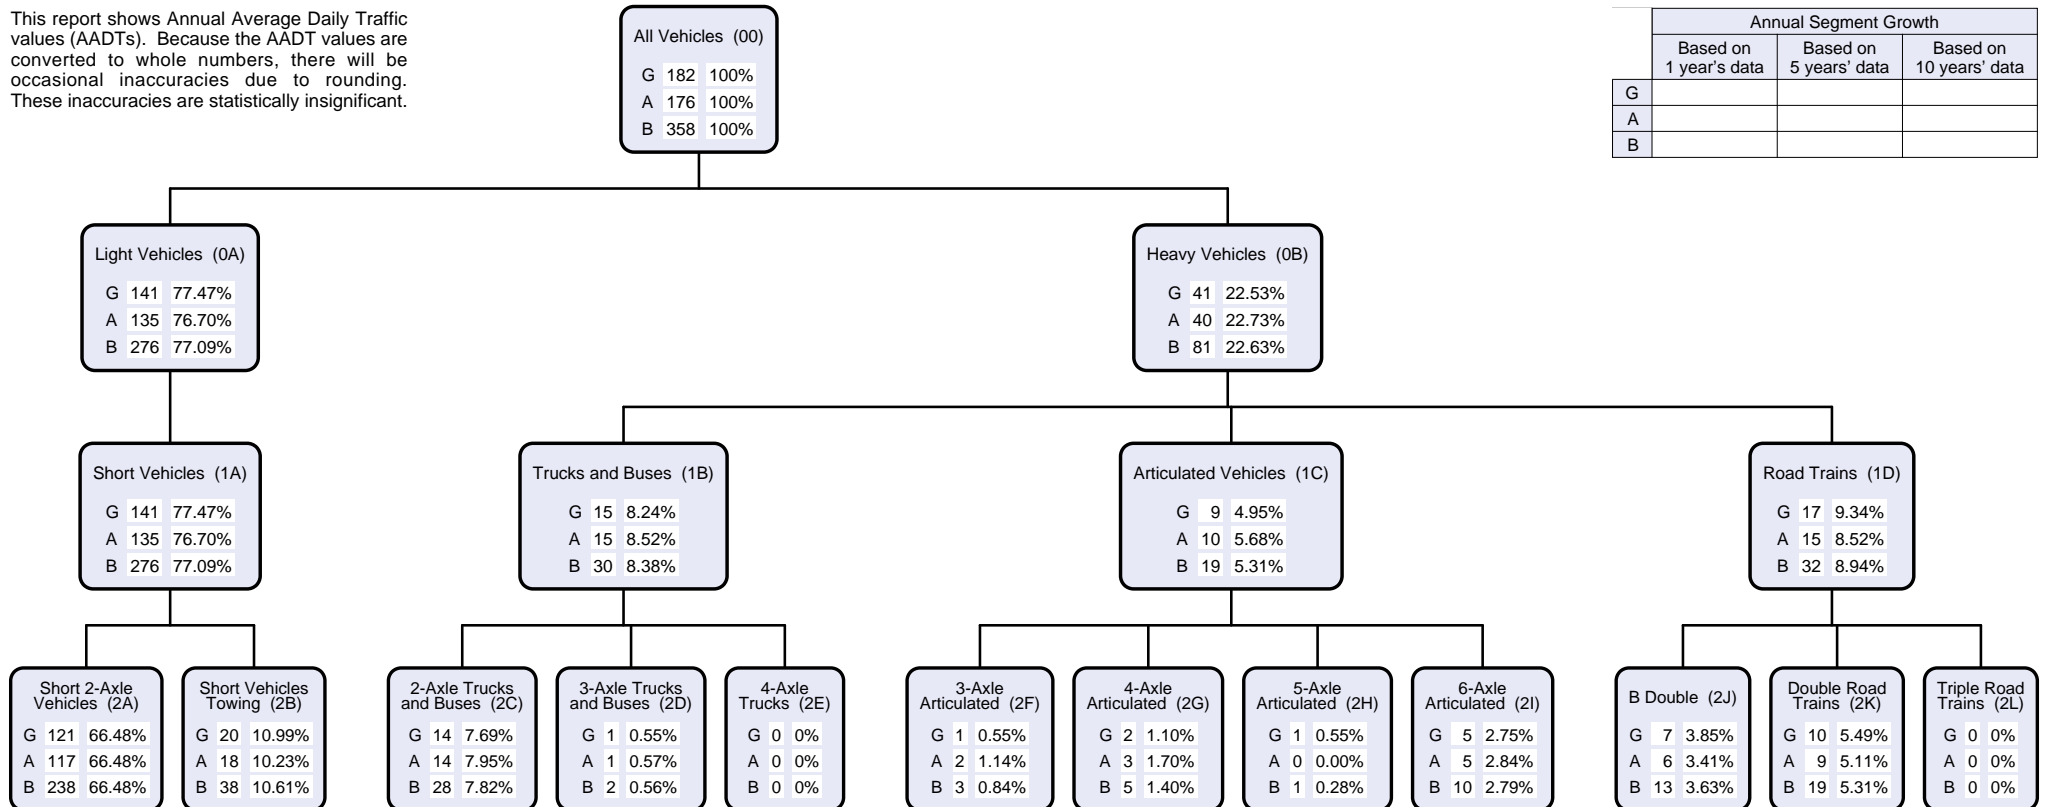 This report shows Annual Average Daily Traffic
values (AADTs). Because the AADT values are
converted to whole numbers, there will be
occasional inaccuracies due to rounding.
These inaccuracies are statistically insignificant.
All Vehicles (00)
G 182 100%
A 176 100%
B 358 100%
Annual Segment Growth
Based on 1 year's data
Based on 5 years' data
Based on 10 years' data
G
A
B
Light Vehicles (0A)
G 141 77.47%
A 135 76.70%
B 276 77.09%
Heavy Vehicles (0B)
G 41 22.53%
A 40 22.73%
B 81 22.63%
Short Vehicles (1A)
G 141 77.47%
A 135 76.70%
B 276 77.09%
Trucks and Buses (1B)
G 15 8.24%
A 15 8.52%
B 30 8.38%
Articulated Vehicles (1C)
G 9 4.95%
A 10 5.68%
B 19 5.31%
Road Trains (1D)
G 17 9.34%
A 15 8.52%
B 32 8.94%
Short 2-Axle
Vehicles (2A)
G 121 66.48%
A 117 66.48%
B 238 66.48%
Short Vehicles
Towing (2B)
G 20 10.99%
A 18 10.23%
B 38 10.61%
2-Axle Trucks
and Buses (2C)
G 14 7.69%
A 14 7.95%
B 28 7.82%
3-Axle Trucks
and Buses (2D)
G 1 0.55%
A 1 0.57%
B 2 0.56%
4-Axle
Trucks (2E)
G 0 0%
A 0 0%
B 0 0%
3-Axle
Articulated (2F)
G 1 0.55%
A 2 1.14%
B 3 0.84%
4-Axle
Articulated (2G)
G 2 1.10%
A 3 1.70%
B 5 1.40%
5-Axle
Articulated (2H)
G 1 0.55%
A 0 0.00%
B 1 0.28%
6-Axle
Articulated (2I)
G 5 2.75%
A 5 2.84%
B 10 2.79%
B Double (2J)
G 7 3.85%
A 6 3.41%
B 13 3.63%
Double Road
Trains (2K)
G 10 5.49%
A 9 5.11%
B 19 5.31%
Triple Road
Trains (2L)
G 0 0%
A 0 0%
B 0 0%